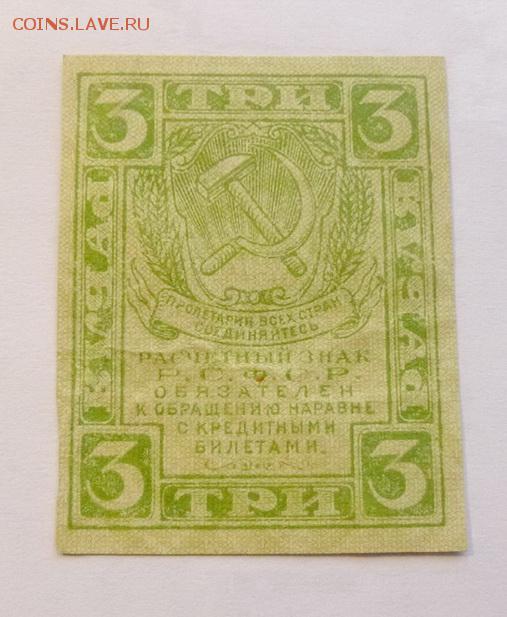 COINS.LAVE.RU
3 ТРИ 3
РУБЛЯ
РУБЛЯ
ПРОЛЕТАРИИ ВСЕХ СТРАН
СОЕДИНЯЙТЕСЬ
РАСЧЕТНЫЙ ЗНАК
Р.С.Ф.С.Р.
ОБЯЗАТЕЛЕН
К ОБРАЩЕНИЮ НАРАВНЕ
С КРЕДИТНЫМИ
БИЛЕТАМИ.
3 ТРИ 3